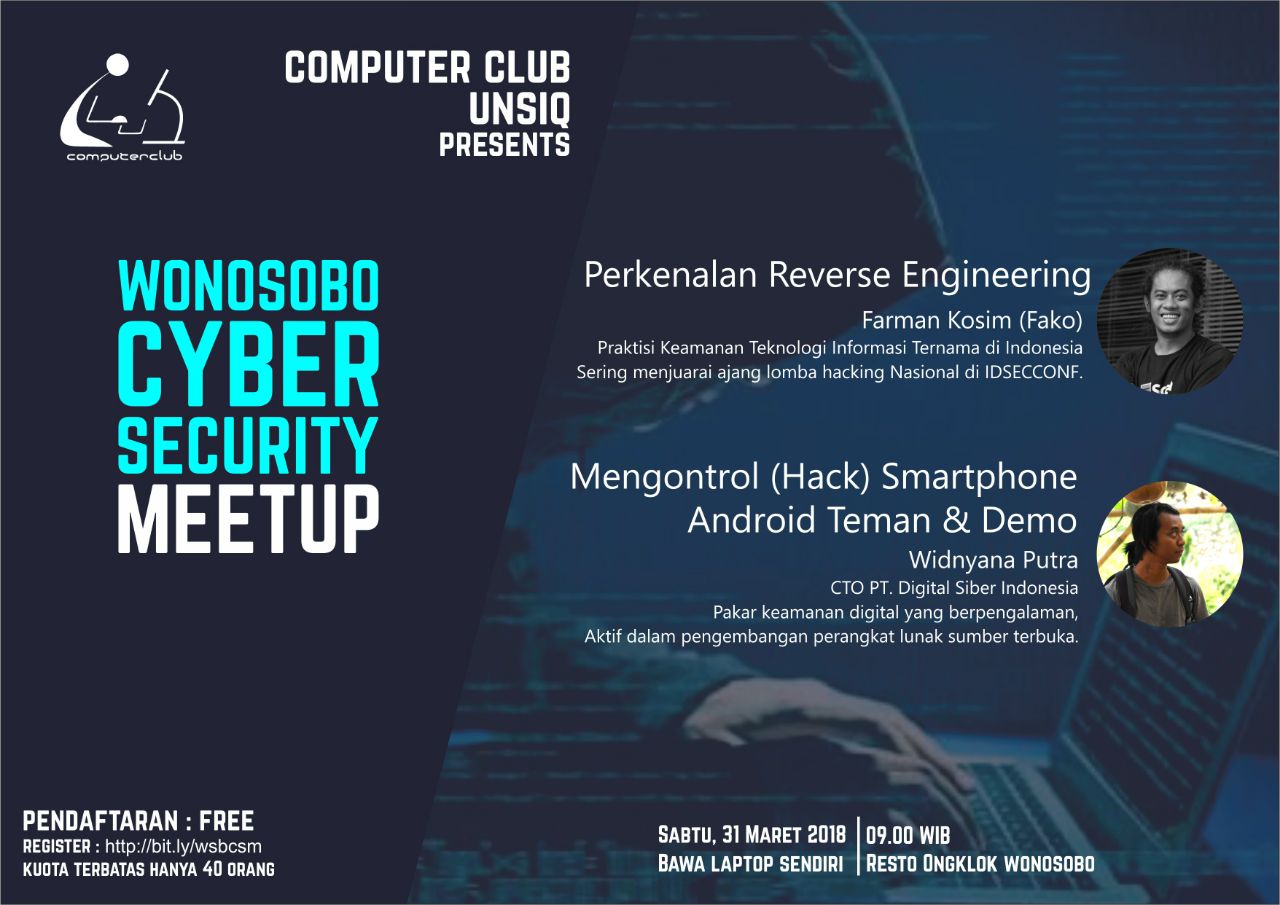 computerclub
COMPUTER CLUB
UNSIQ
PRESENTS
WONOSOBO
CYBER
SECURITY
MEETUP
Perkenalan Reverse Engineering
Farman Kosim (Fako)
Praktisi Keamanan Teknologi Informasi Ternama di Indonesia
Sering menjuarai ajang lomba hacking Nasional di IDSECCONF.
Mengontrol (Hack) Smartphone
Android Teman & Demo
Widnyana Putra
CTO PT. Digital Siber Indonesia
Pakar keamanan digital yang berpengalaman,
Aktif dalam pengembangan perangkat lunak sumber terbuka.
PENDAFTARAN : FREE
REGISTER : http://bit.ly/wsbcsm
KUOTA TERBATAS HANYA 40 ORANG
SABTU, 31 MARET 2018
BAWA LAPTOP SENDIRI
09.00 WIB
RESTO ONGKLOK WONOSOBO